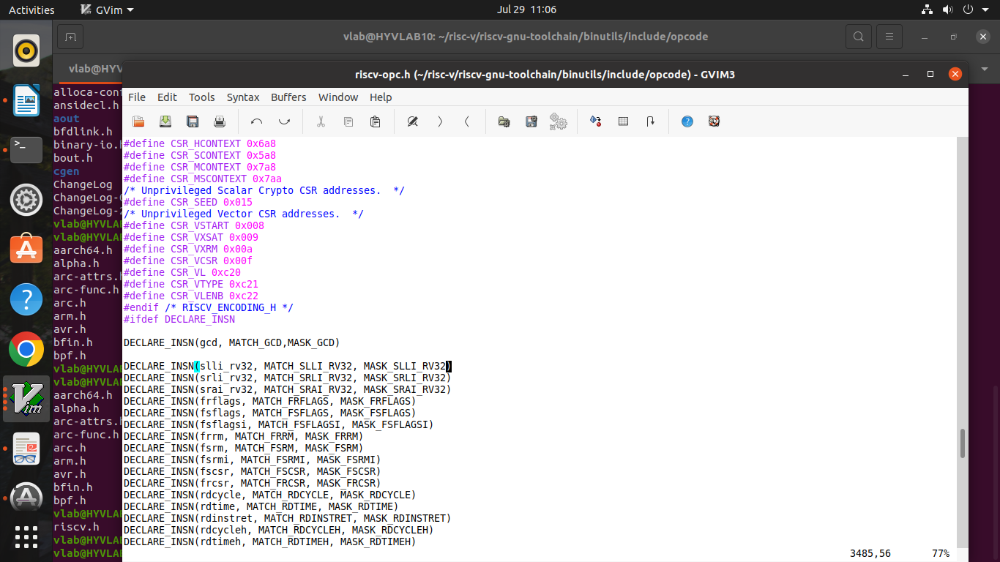 Activities GVim Jul 29 11:06
vlab@HYVLAB10: ~/risc-v/riscv-gnu-toolchain/binutils/include/opcode
vlab@HYV
riscv-opc.h (~/risc-v/riscv-gnu-toolchain/binutils/include/opcode) - GVIM3
File Edit Tools Syntax Buffers Window Help
alloca-conf
ansidecl.h
aout
bfdlink.h
binary-io.h
bout.h
cgen
ChangeLog
ChangeLog-0
ChangeLog-2
vlab@HYVLAB
vlab@HYVLAB
aarch64.h
alpha.h
arc-attrs.h
arc-func.h
arc.h
arm.h
avr.h
bfin.h
bpf.h
vlab@HYVLAB
vlab@HYVLAB
aarch64.h
alpha.h
arc-attrs.h
arc-func.h
arc.h
arm.h
avr.h
bfin.h
bpf.h
vlab@HYVLAB
riscv.h
vlab@HYVLAB
vlab@HYVLAB
#define CSR_HCONTEXT 0x6a8
#define CSR_SCONTEXT 0x5a8
#define CSR_MCONTEXT 0x7a8
#define CSR_MSCONTEXT 0x7aa
/* Unprivileged Scalar Crypto CSR addresses.  */
#define CSR_SEED 0x015
/* Unprivileged Vector CSR addresses.  */
#define CSR_VSTART 0x008
#define CSR_VXSAT 0x009
#define CSR_VXRM 0x00a
#define CSR_VCSR 0x00f
#define CSR_VL 0xc20
#define CSR_VTYPE 0xc21
#define CSR_VLENB 0xc22
#endif /* RISCV_ENCODING_H */
#ifdef DECLARE_INSN
DECLARE_INSN(gcd, MATCH_GCD,MASK_GCD)
DECLARE_INSN(slli_rv32, MATCH_SLLI_RV32, MASK_SLLI_RV32)
DECLARE_INSN(srli_rv32, MATCH_SRLI_RV32, MASK_SRLI_RV32)
DECLARE_INSN(srai_rv32, MATCH_SRAI_RV32, MASK_SRAI_RV32)
DECLARE_INSN(frflags, MATCH_FRFLAGS, MASK_FRFLAGS)
DECLARE_INSN(fsflags, MATCH_FSFLAGS, MASK_FSFLAGS)
DECLARE_INSN(fsflagsi, MATCH_FSFLAGSI, MASK_FSFLAGSI)
DECLARE_INSN(frrm, MATCH_FRRM, MASK_FRRM)
DECLARE_INSN(fsrm, MATCH_FSRM, MASK_FSRM)
DECLARE_INSN(fsrmi, MATCH_FSRMI, MASK_FSRMI)
DECLARE_INSN(fscsr, MATCH_FSCSR, MASK_FSCSR)
DECLARE_INSN(frcsr, MATCH_FRCSR, MASK_FRCSR)
DECLARE_INSN(rdcycle, MATCH_RDCYCLE, MASK_RDCYCLE)
DECLARE_INSN(rdtime, MATCH_RDTIME, MASK_RDTIME)
DECLARE_INSN(rdinstret, MATCH_RDINSTRET, MASK_RDINSTRET)
DECLARE_INSN(rdcycleh, MATCH_RDCYCLEH, MASK_RDCYCLEH)
DECLARE_INSN(rdtimeh, MATCH_RDTIMEH, MASK_RDTIMEH)
3485,56 77%